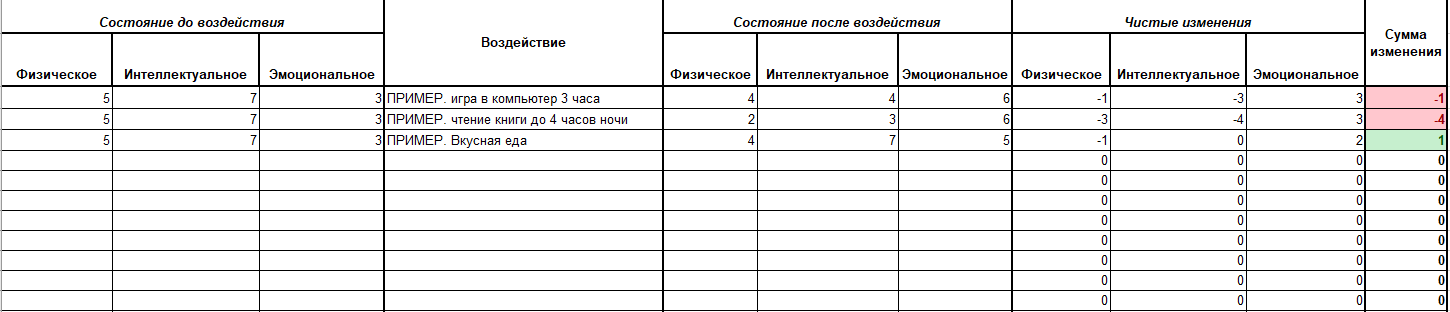 Состояние до воздействия Воздействие Состояние после воздействия Чистые изменения Сумма изменения
Физическое Интеллектуальное Эмоциональное Физическое Интеллектуальное Эмоциональное Физическое Интеллектуальное Эмоциональное
5 7 3 ПРИМЕР. игра в компьютер 3 часа 4 4 6 -1 -3 3 -1
5 7 3 ПРИМЕР. чтение книги до 4 часов ночи 2 3 6 -3 -4 3 -4
5 7 3 ПРИМЕР. Вкусная еда 4 7 5 -1 0 2 1
0 0 0 0
0 0 0 0
0 0 0 0
0 0 0 0
0 0 0 0
0 0 0 0
0 0 0 0
0 0 0 0